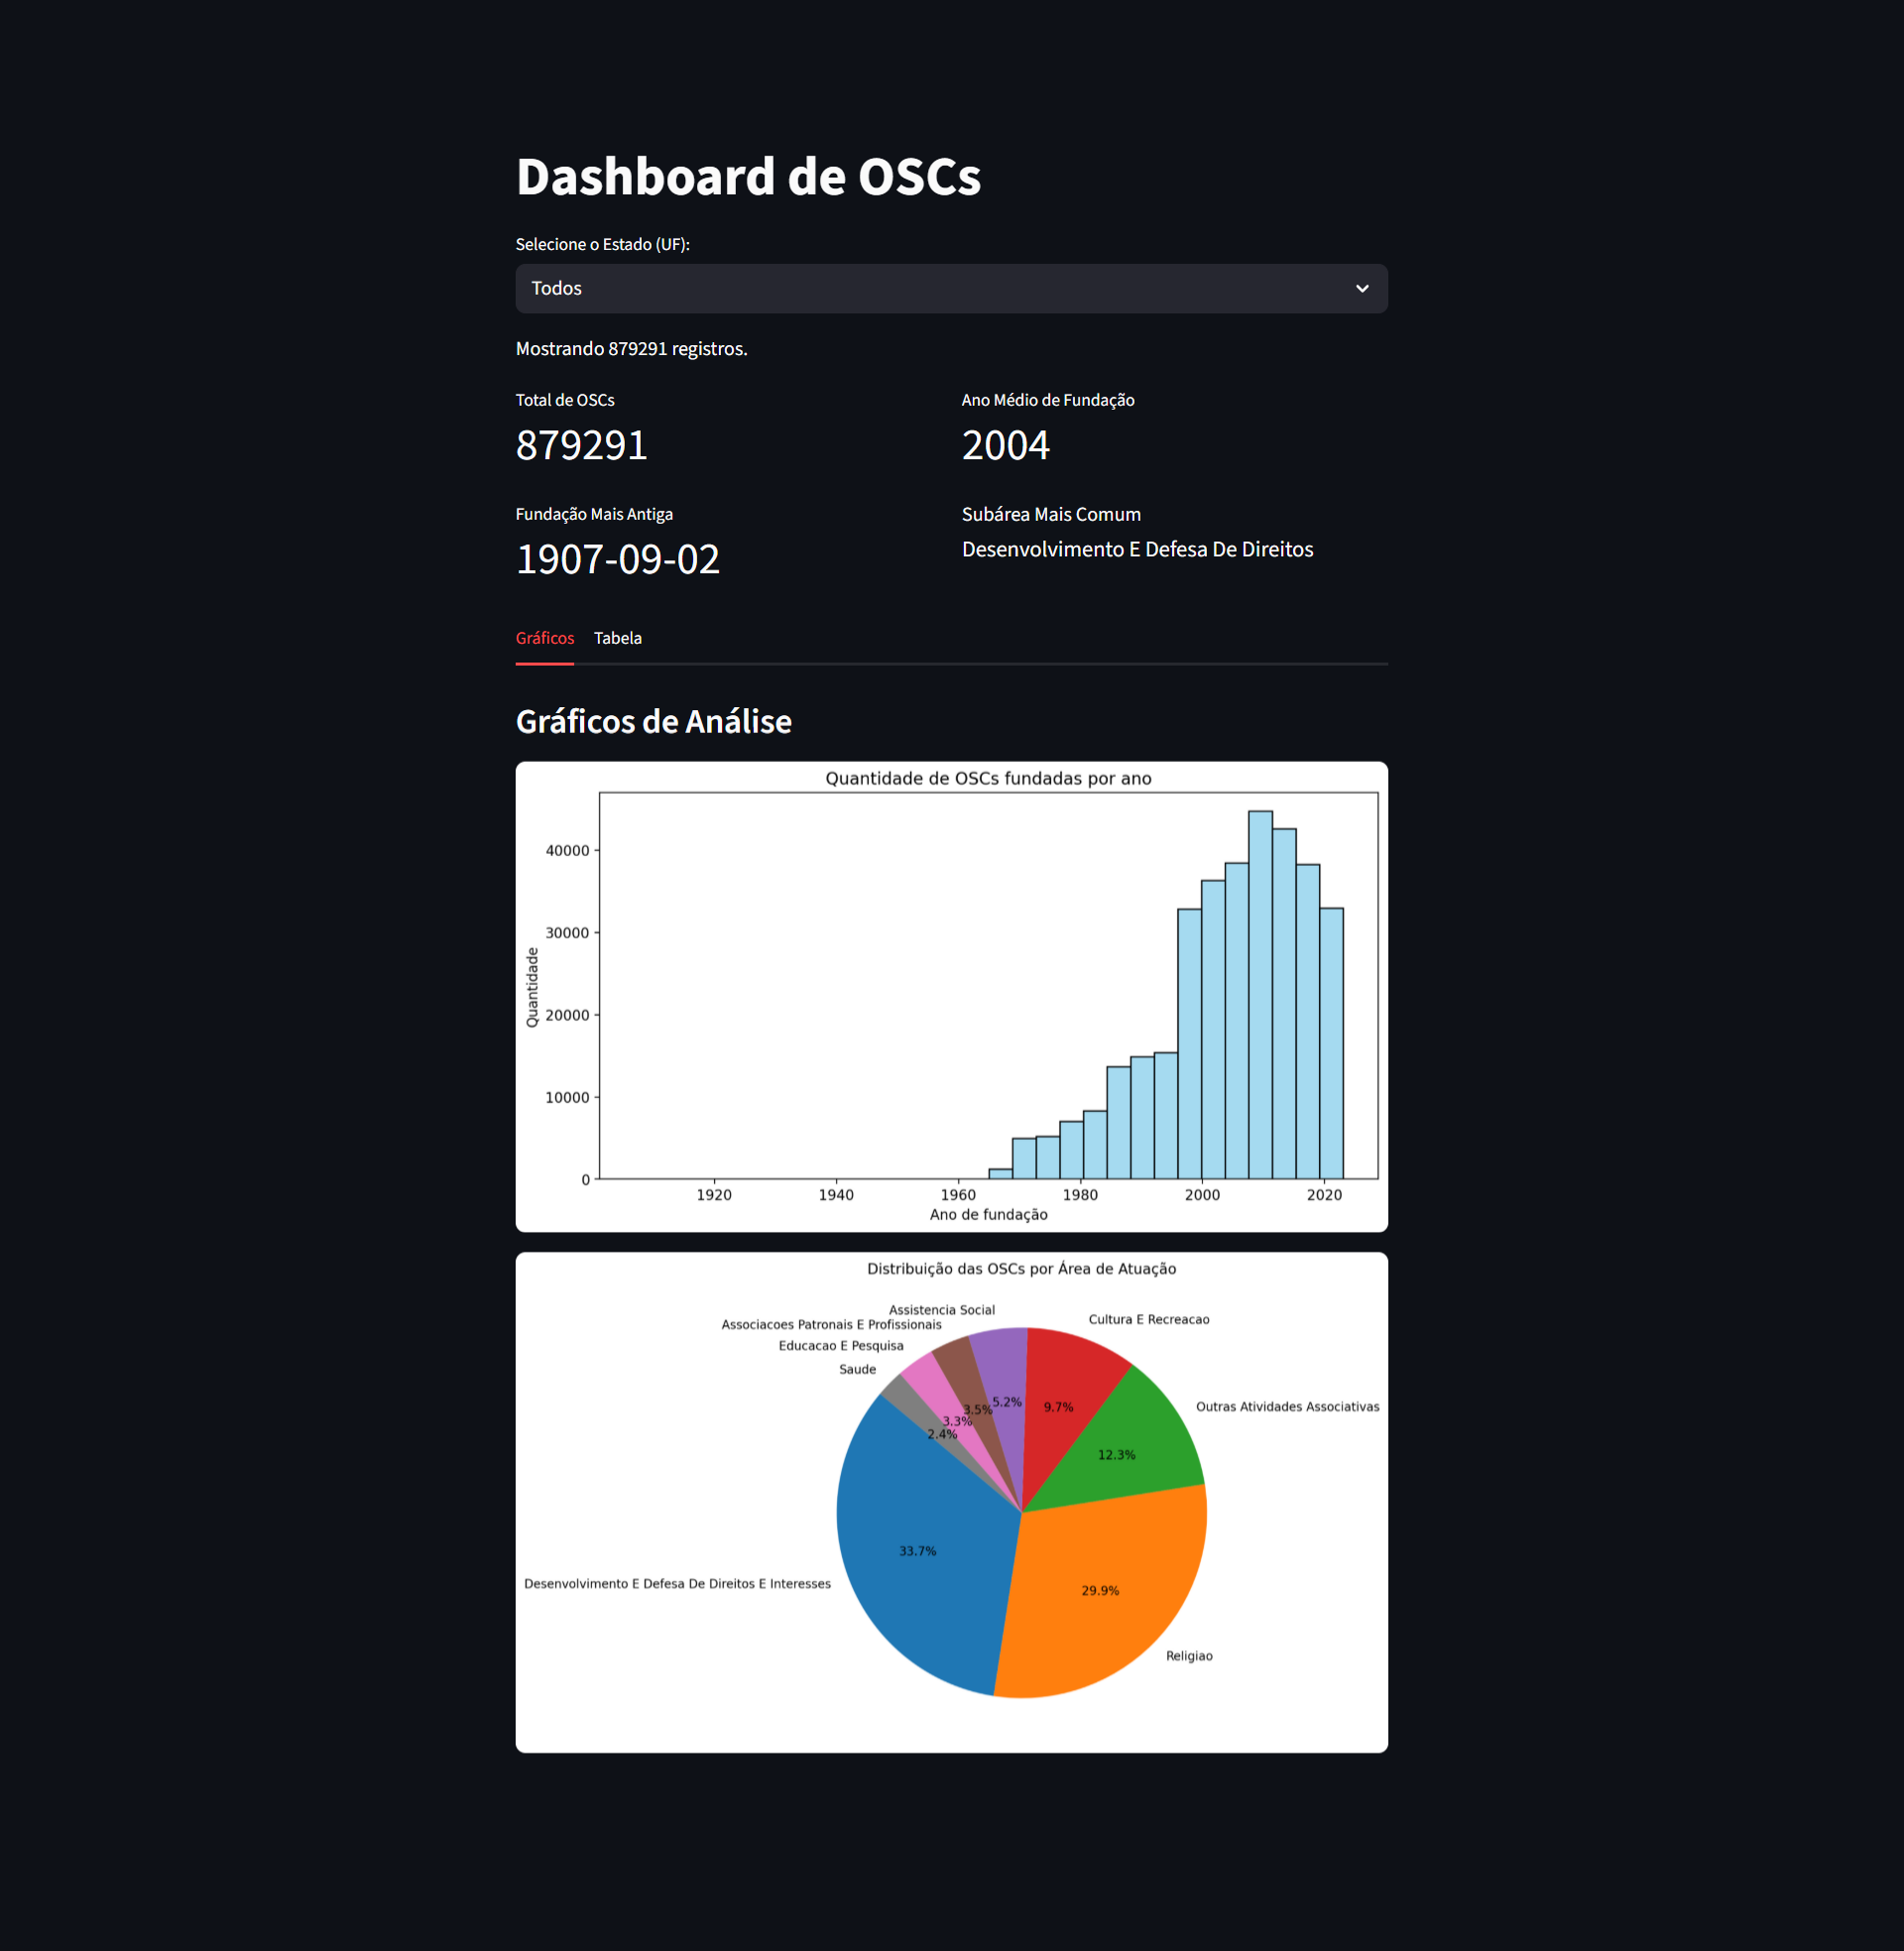 Dashboard de OSCs
Selecione o Estado (UF):
Todos
Mostrando 879291 registros.
Total de OSCs
879291
Ano Médio de Fundação
2004
Fundação Mais Antiga
1907-09-02
Subárea Mais Comum
Desenvolvimento E Defesa De Direitos
Gráficos Tabela
Gráficos de Análise
Quantidade de OSCs fundadas por ano
Quantidade
40000
30000
20000
10000
0
1920 1940 1960 1980 2000 2020
Ano de fundação
Distribuição das OSCs por Área de Atuação
Assistencia Social
Cultura E Recreacao
Associacoes Patronais E Profissionais
Educacao E Pesquisa
Saude
Outras Atividades Associativas
5.2%
9.7%
3.5%
3.3%
2.4%
12.3%
33.7%
Desenvolvimento E Defesa De Direitos E Interesses
29.9%
Religiao